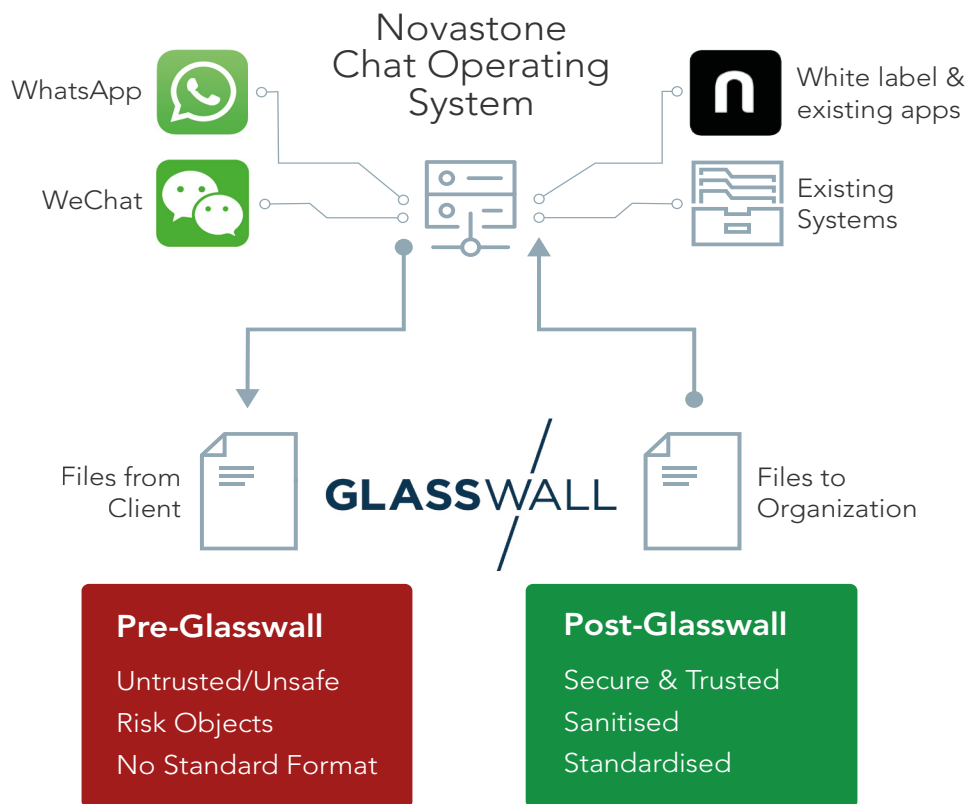 Novastone
Chat Operating
System
WhatsApp
WeChat
n
White label &
existing apps
Existing
Systems
Files from
Client
GLASSWALL
Files to
Organization
Pre-Glasswall
Untrusted/Unsafe
Risk Objects
No Standard Format
Post-Glasswall
Secure & Trusted
Sanitised
Standardised